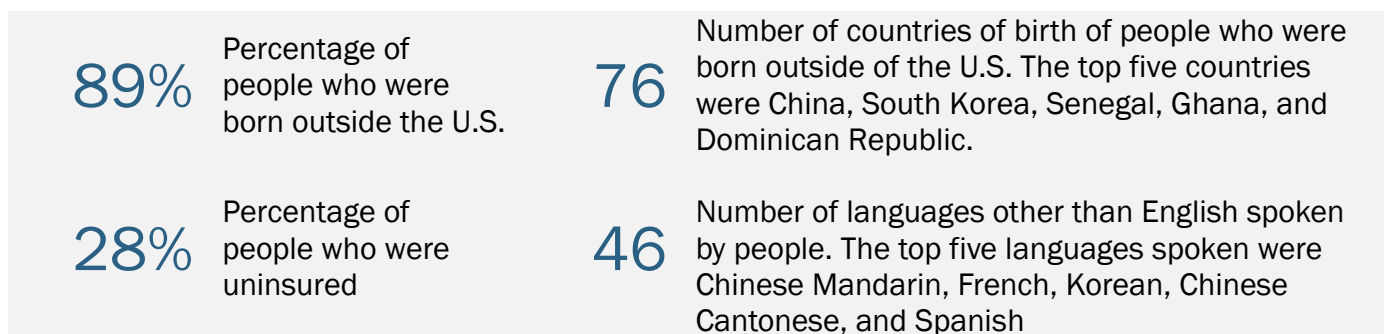 89%
Percentage of
people who were
born outside the U.S.
76
Number of countries of birth of people who were
born outside of the U.S. The top five countries
were China, South Korea, Senegal, Ghana, and
Dominican Republic.
28%
Percentage of
people who were
uninsured
46
Number of languages other than English spoken
by people. The top five languages spoken were
Chinese Mandarin, French, Korean, Chinese
Cantonese, and Spanish